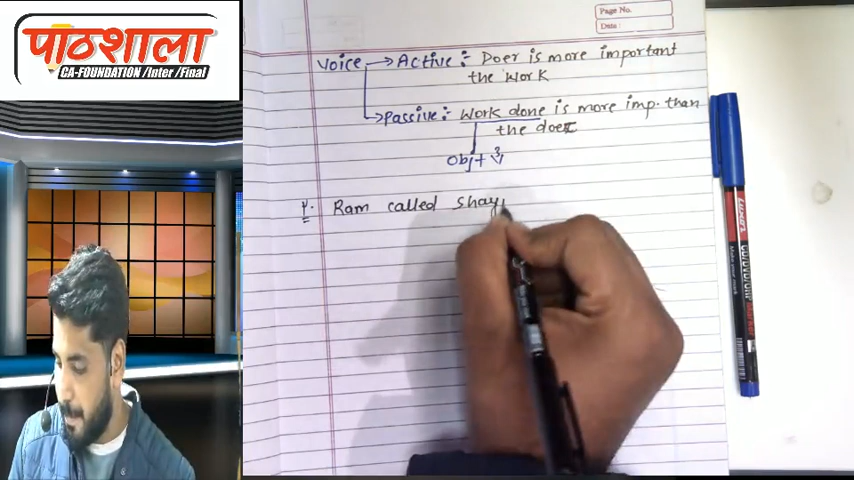 पाठशाला
CA-FOUNDATION /Inter /Final
Page No.
Date:
Voice → Active :- Doer is more important
the work
→ Passive :- Work done is more imp. than
the doer
Obj + V3
Ram called Shay
LUXOR